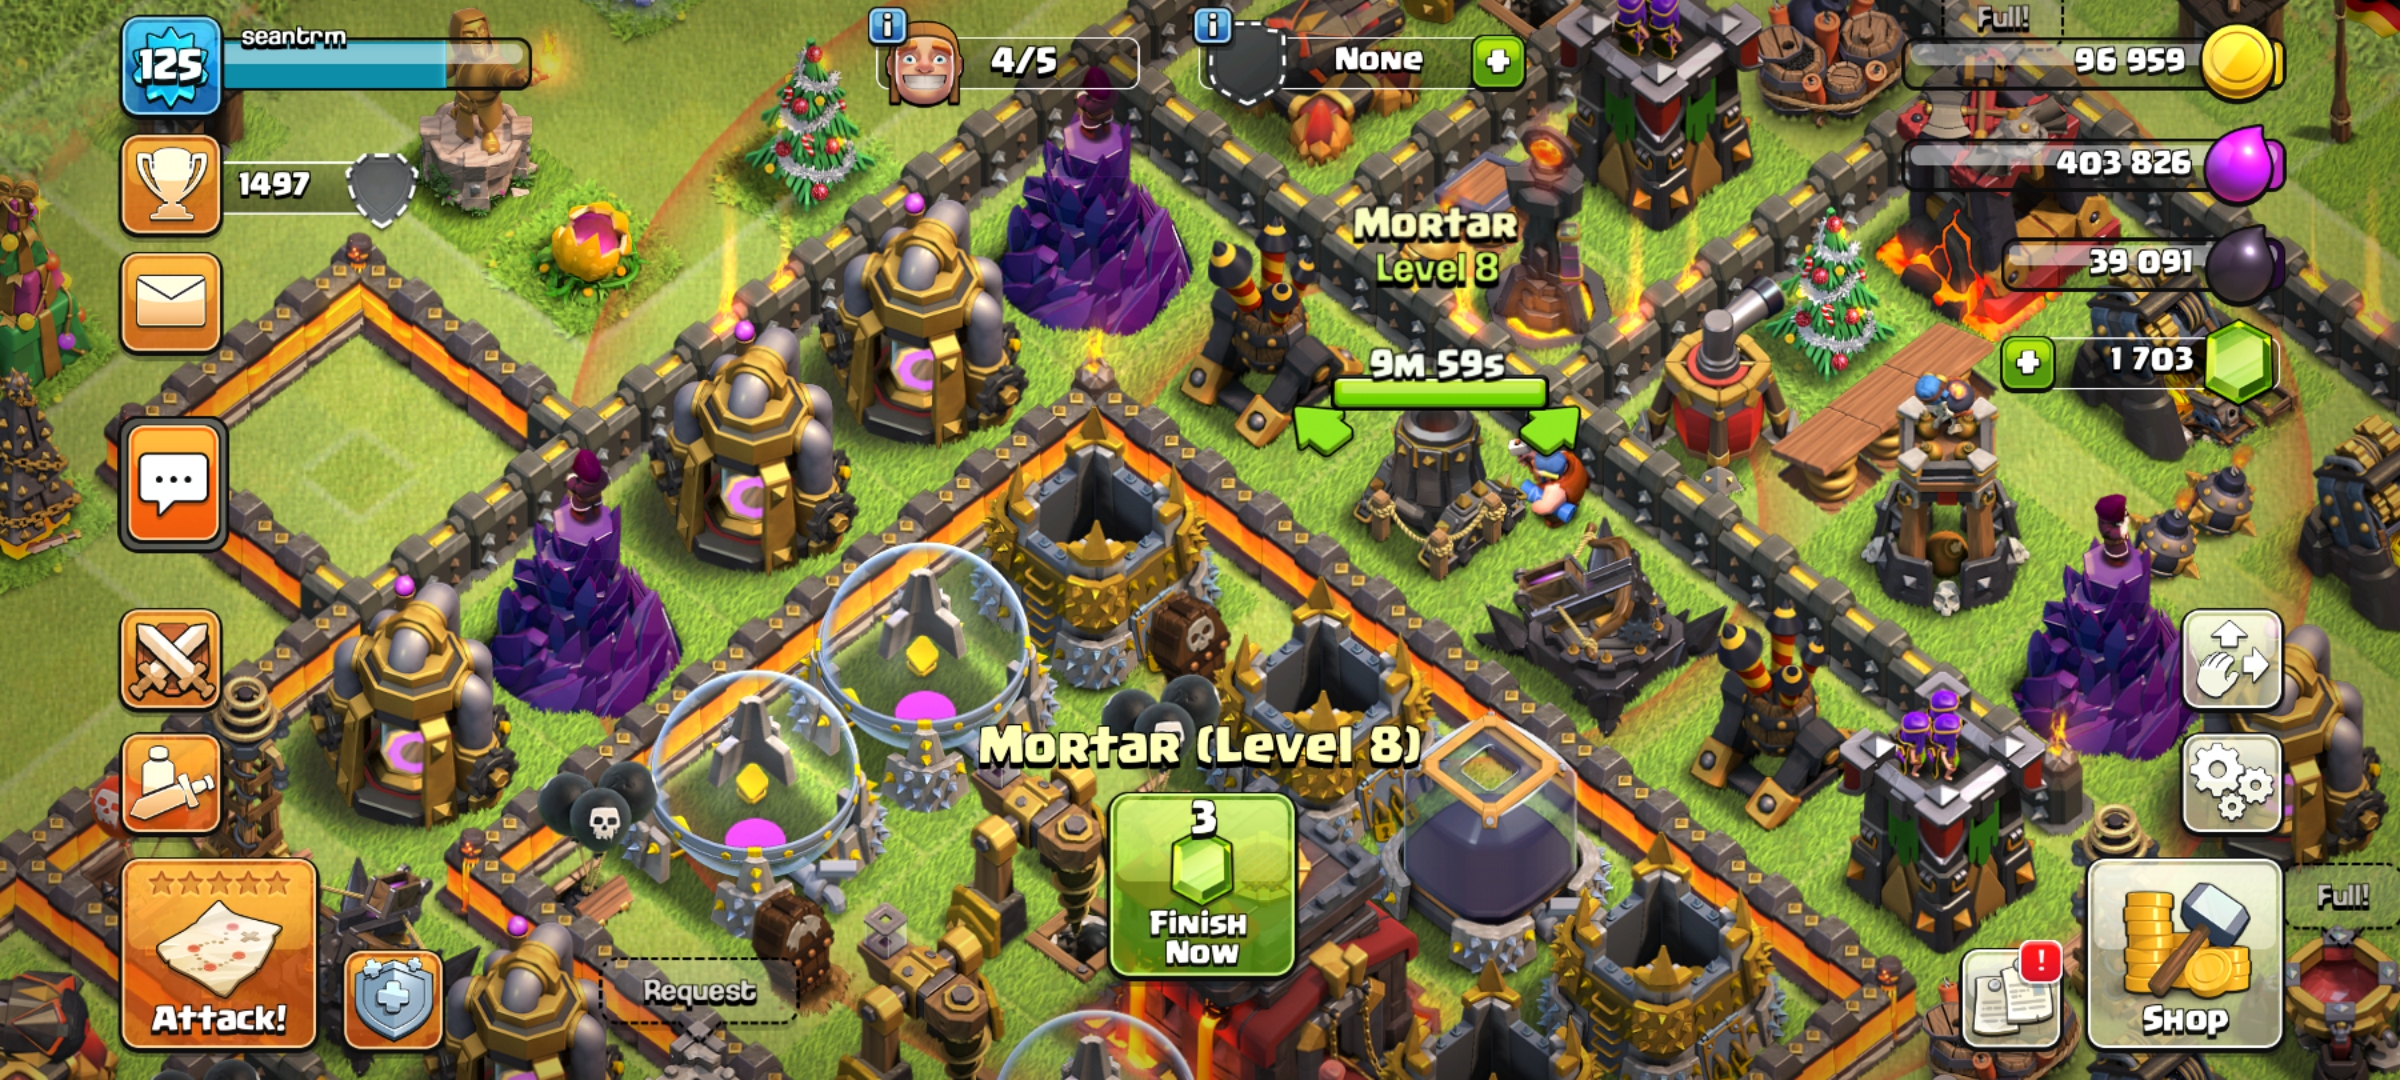 125
seantrm
4/5
None
Full!
96 959
1497
403 826
39 091
1 703
Mortar
Level 8
9m 59s
Mortar (Level 8)
3
Finish
Now
Attack!
Request
!
Shop
Full!